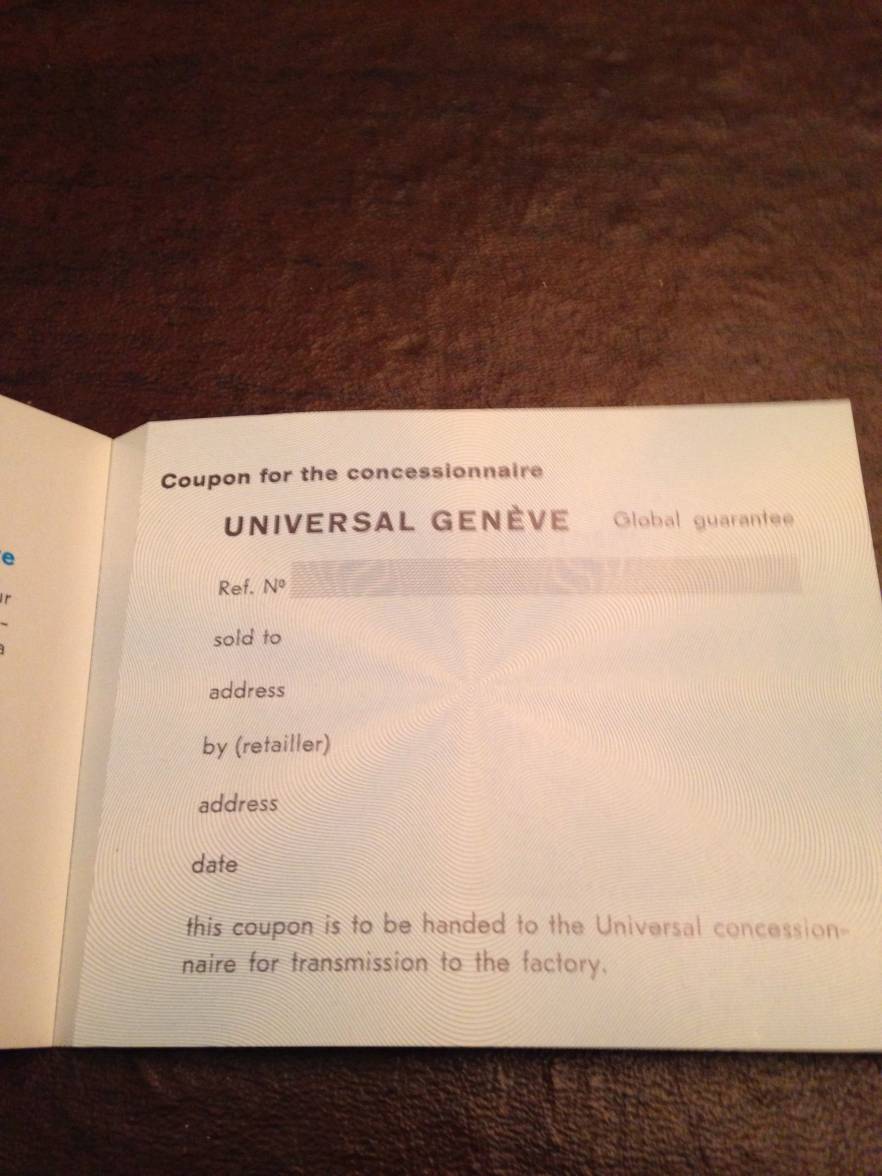 Coupon for the concessionnaire
UNIVERSAL GENÈVE Global guarantee
Ref. Nº
sold to
address
by (retailler)
address
date
this coupon is to be handed to the Universal concession-
naire for transmission to the factory.
e